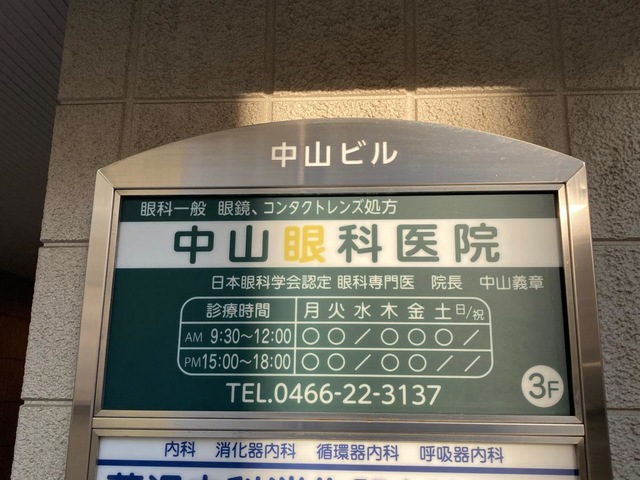 中山ビル
眼科一般 眼鏡、コンタクトレンズ処方
中山眼科医院
日本眼科学会認定 眼科専門医 院長 中山義章
診療時間 月 火 水 木 金 土 日/祝
AM 9:30～12:00 ○ ○ ／ ○ ○ ○ ／
PM 15:00～18:00 ○ ○ ／ ○ ○ ／ ／
TEL.0466-22-3137
3F
内科 消化器内科 循環器内科 呼吸器内科